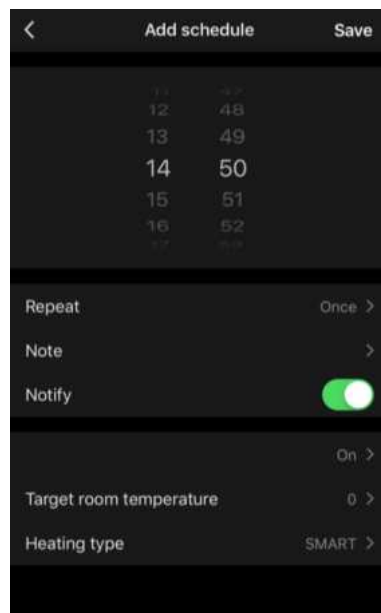 Add schedule Save
12 48
13 49
14 50
15 51
16 52
Repeat Once
Note
Notify
On
Target room temperature 0
Heating type SMART